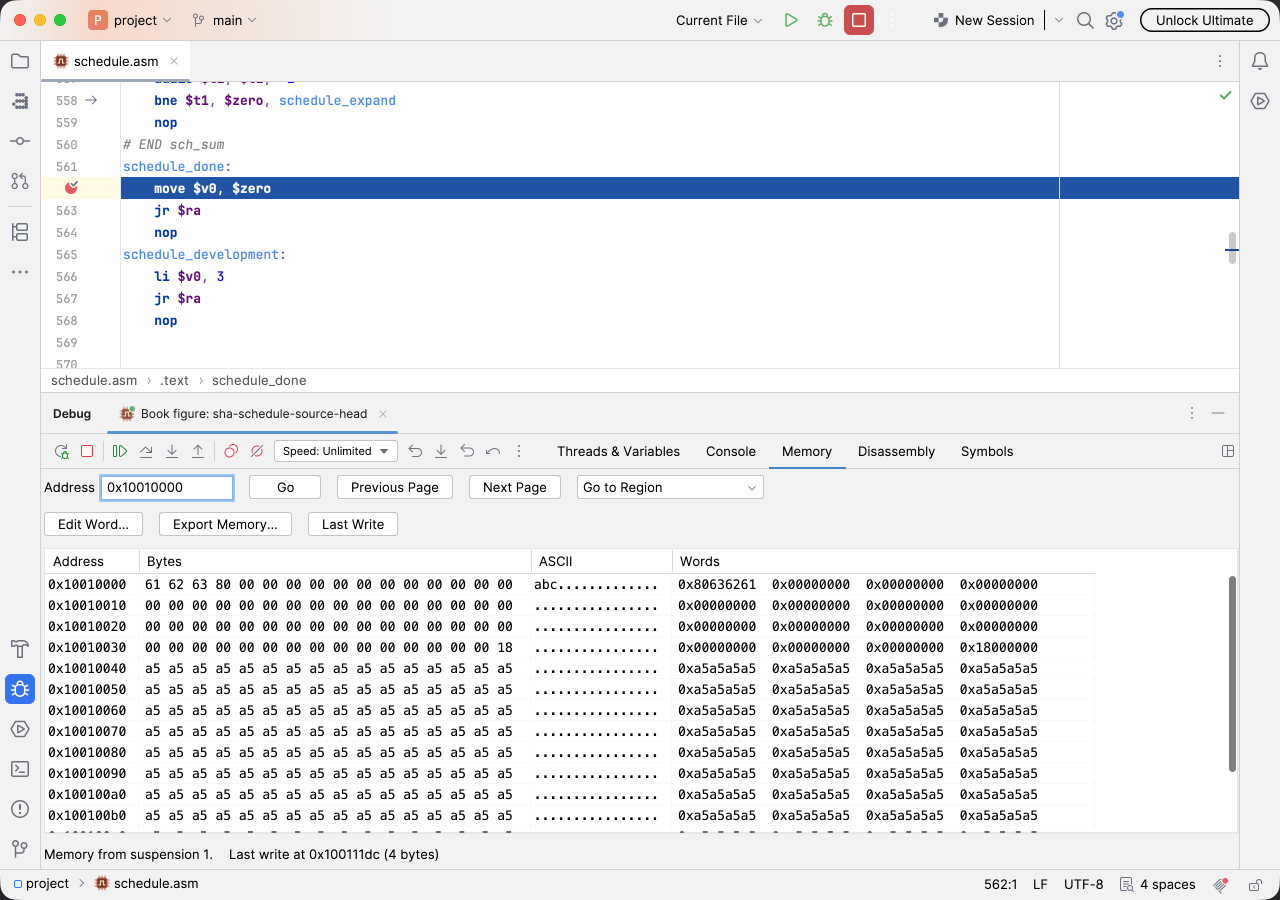 P project main Current File New Session Unlock Ultimate
schedule.asm
558 bne $t1, $zero, schedule_expand
559 nop
560 # END sch_sum
561 schedule_done:
move $v0, $zero
563 jr $ra
564 nop
565 schedule_development:
566 li $v0, 3
567 jr $ra
568 nop
569
570
schedule.asm › .text › schedule_done
Debug Book figure: sha-schedule-source-head
Speed: Unlimited Threads & Variables Console Memory Disassembly Symbols
Address 0x10010000 Go Previous Page Next Page Go to Region
Edit Word... Export Memory... Last Write
Address Bytes ASCII Words
0x10010000 61 62 63 80 00 00 00 00 00 00 00 00 00 00 00 00 abc............. 0x80636261 0x00000000 0x00000000 0x00000000
0x10010010 00 00 00 00 00 00 00 00 00 00 00 00 00 00 00 00 ................ 0x00000000 0x00000000 0x00000000 0x00000000
0x10010020 00 00 00 00 00 00 00 00 00 00 00 00 00 00 00 00 ................ 0x00000000 0x00000000 0x00000000 0x00000000
0x10010030 00 00 00 00 00 00 00 00 00 00 00 00 00 00 00 18 ................ 0x00000000 0x00000000 0x00000000 0x18000000
0x10010040 a5 a5 a5 a5 a5 a5 a5 a5 a5 a5 a5 a5 a5 a5 a5 a5 ................ 0xa5a5a5a5 0xa5a5a5a5 0xa5a5a5a5 0xa5a5a5a5
0x10010050 a5 a5 a5 a5 a5 a5 a5 a5 a5 a5 a5 a5 a5 a5 a5 a5 ................ 0xa5a5a5a5 0xa5a5a5a5 0xa5a5a5a5 0xa5a5a5a5
0x10010060 a5 a5 a5 a5 a5 a5 a5 a5 a5 a5 a5 a5 a5 a5 a5 a5 ................ 0xa5a5a5a5 0xa5a5a5a5 0xa5a5a5a5 0xa5a5a5a5
0x10010070 a5 a5 a5 a5 a5 a5 a5 a5 a5 a5 a5 a5 a5 a5 a5 a5 ................ 0xa5a5a5a5 0xa5a5a5a5 0xa5a5a5a5 0xa5a5a5a5
0x10010080 a5 a5 a5 a5 a5 a5 a5 a5 a5 a5 a5 a5 a5 a5 a5 a5 ................ 0xa5a5a5a5 0xa5a5a5a5 0xa5a5a5a5 0xa5a5a5a5
0x10010090 a5 a5 a5 a5 a5 a5 a5 a5 a5 a5 a5 a5 a5 a5 a5 a5 ................ 0xa5a5a5a5 0xa5a5a5a5 0xa5a5a5a5 0xa5a5a5a5
0x100100a0 a5 a5 a5 a5 a5 a5 a5 a5 a5 a5 a5 a5 a5 a5 a5 a5 ................ 0xa5a5a5a5 0xa5a5a5a5 0xa5a5a5a5 0xa5a5a5a5
0x100100b0 a5 a5 a5 a5 a5 a5 a5 a5 a5 a5 a5 a5 a5 a5 a5 a5 ................ 0xa5a5a5a5 0xa5a5a5a5 0xa5a5a5a5 0xa5a5a5a5
Memory from suspension 1. Last write at 0x100111dc (4 bytes)
project › schedule.asm 562:1 LF UTF-8 4 spaces